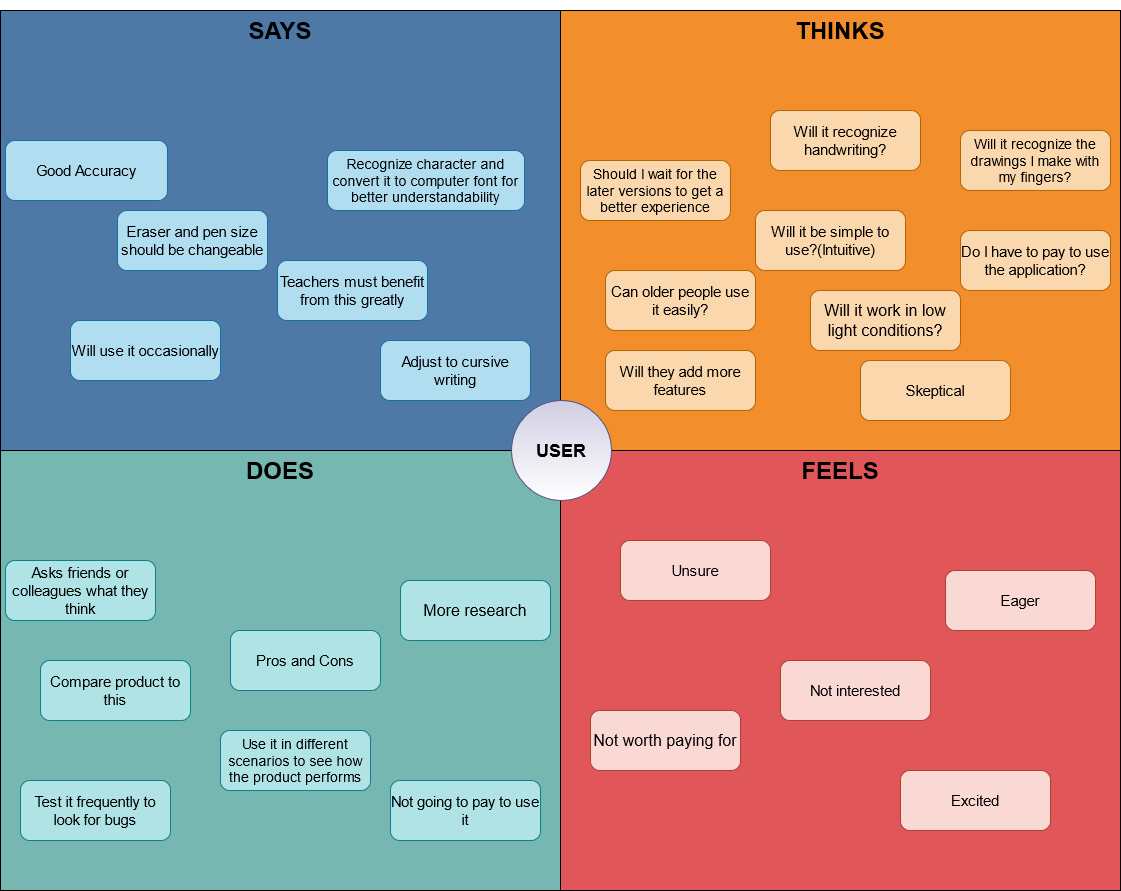 SAYS
Good Accuracy
Recognize character and
convert it to computer font for
better understandability
Eraser and pen size
should be changeable
Teachers must benefit
from this greatly
Will use it occasionally
Adjust to cursive
writing
THINKS
Will it recognize
handwriting?
Will it recognize the
drawings I make with
my fingers?
Should I wait for the
later versions to get a
better experience
Will it be simple to
use?(Intuitive)
Do I have to pay to use
the application?
Can older people use
it easily?
Will it work in low
light conditions?
Will they add more
features
Skeptical
USER
DOES
Asks friends or
colleagues what they
think
More research
Pros and Cons
Compare product to
this
Use it in different
scenarios to see how
the product performs
Test it frequently to
look for bugs
Not going to pay to use
it
FEELS
Unsure
Eager
Not interested
Not worth paying for
Excited